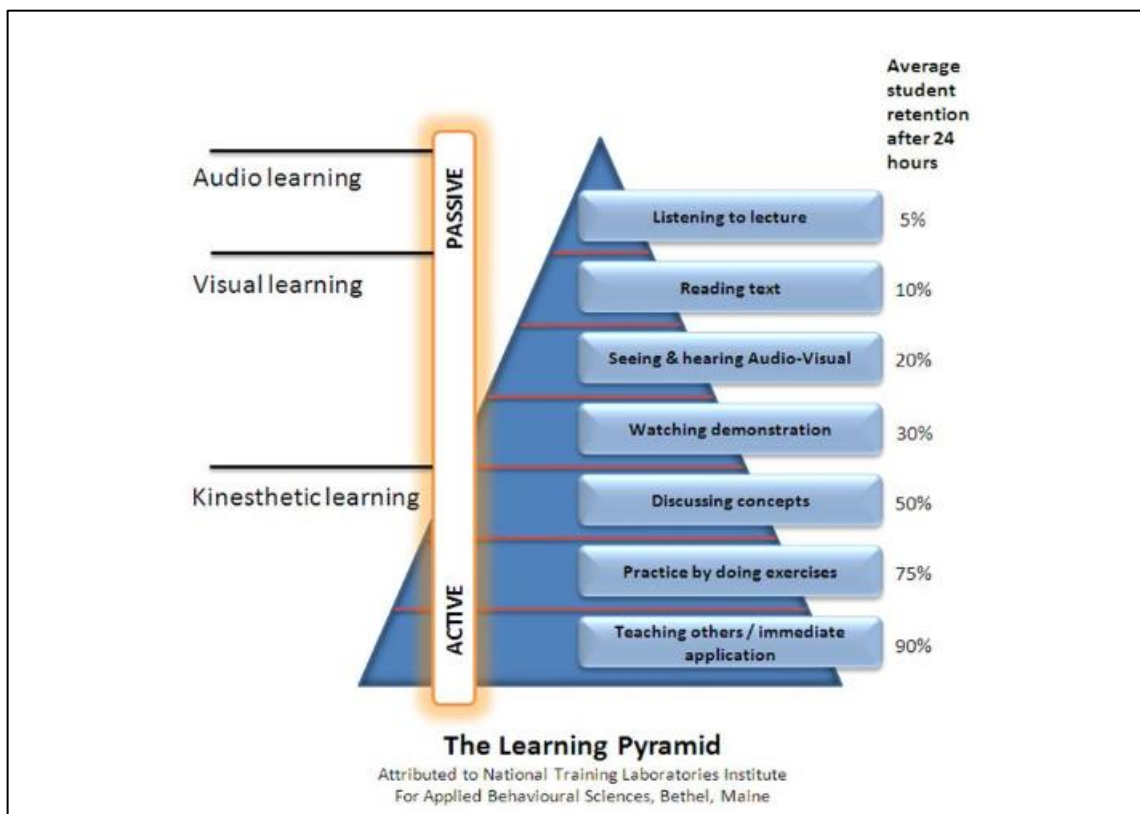 Average
student
retention
after 24
hours
Audio learning
PASSIVE
Listening to lecture
5%
Visual learning
Reading text
10%
Seeing & hearing Audio-Visual
20%
Watching demonstration
30%
Kinesthetic learning
Discussing concepts
50%
Practice by doing exercises
75%
ACTIVE
Teaching others / immediate
application
90%
The Learning Pyramid
Attributed to National Training Laboratories Institute
For Applied Behavioural Sciences, Bethel, Maine